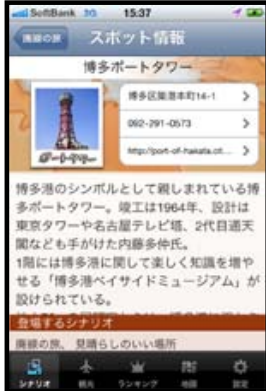 SoftBank 3G 15:37
廃線の旅 スポット情報
博多ポートタワー
博多区築港本町14-1
092-291-0573
http://port-of-hakata.cit...
ポートタワー
博多港のシンボルとして親しまれている博
多ポートタワー。竣工は1964年、設計は
東京タワーや名古屋テレビ塔、2代目通天
閣なども手がけた内藤多仲氏。
1階には博多港に関して楽しく知識を増や
せる「博多港ベイサイドミュージアム」が
設けられている。
登場するシナリオ
廃線の旅、見晴らしのいい場所
シナリオ 観光 ランキング 地図 設定